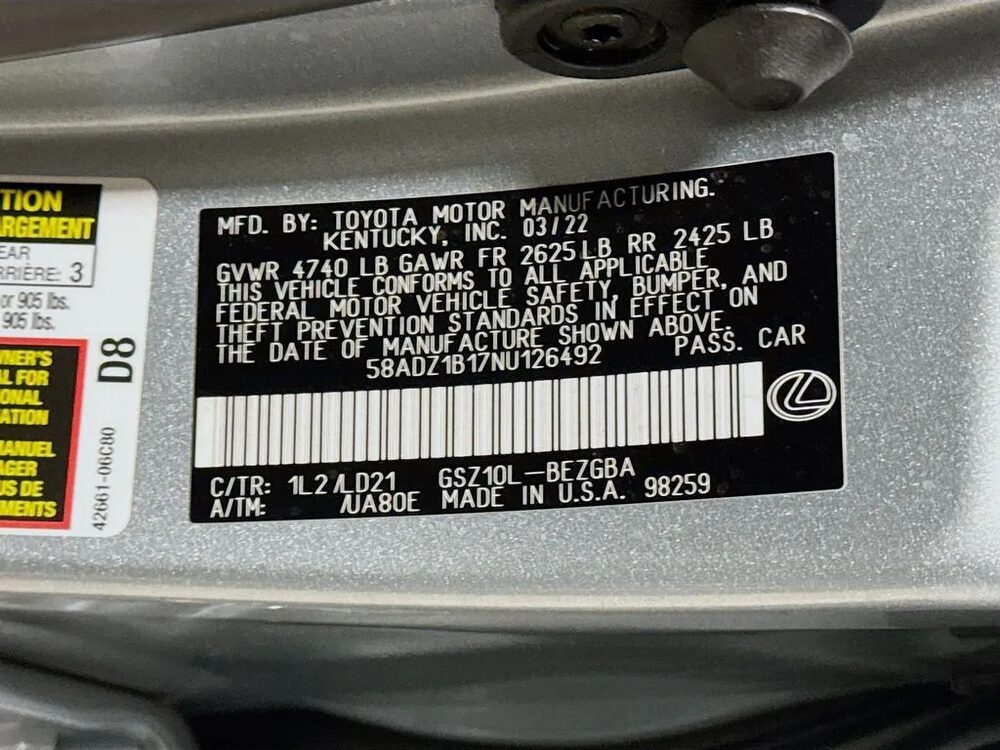 TION
ARGEMENT
EAR
ARRIÈRE: 3
or 905 lbs.
905 lbs.
WNER'S
AL FOR
ONAL
ATION
MANUEL
AGER
US DE
MENTS
D8
42661-06C80
MFD. BY: TOYOTA MOTOR MANUFACTURING.
KENTUCKY, INC. 03/22
GVWR 4740 LB GAWR FR 2625 LB RR 2425 LB
THIS VEHICLE CONFORMS TO ALL APPLICABLE
FEDERAL MOTOR VEHICLE SAFETY, BUMPER, AND
THEFT PREVENTION STANDARDS IN EFFECT ON
THE DATE OF MANUFACTURE SHOWN ABOVE.
58ADZ1B17NU126492 PASS. CAR
C/TR: 1L2/LD21 GSZ10L-BEZGBA
A/TM: /UA80E MADE IN U.S.A. 98259